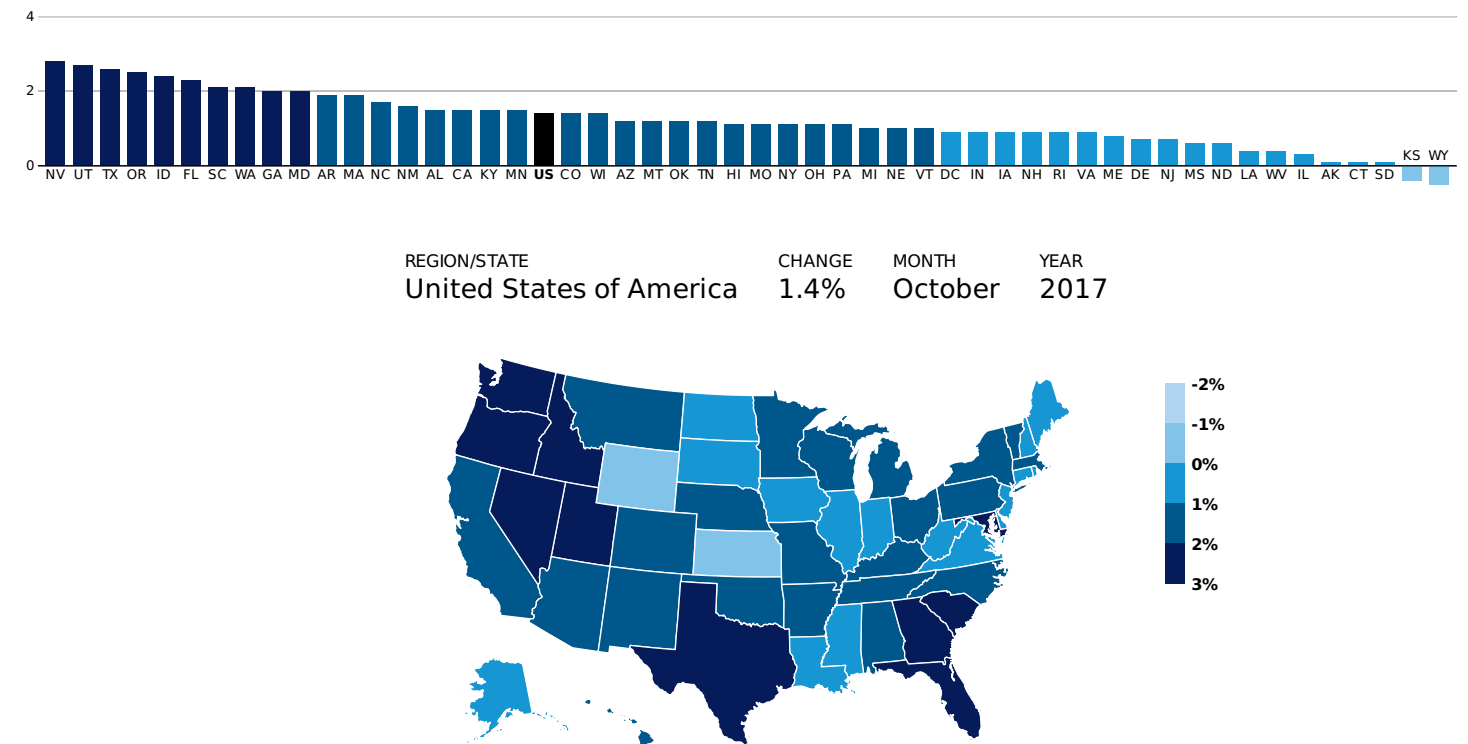 4
2
0
KS WY
NV UT TX OR ID FL SC WA GA MD AR MA NC NM AL CA KY MN US CO WI AZ MT OK TN HI MO NY OH PA MI NE VT DC IN IA NH RI VA ME DE NJ MS ND LA WV IL AK CT SD
REGION/STATE CHANGE MONTH YEAR
United States of America 1.4% October 2017
-2%
-1%
0%
1%
2%
3%